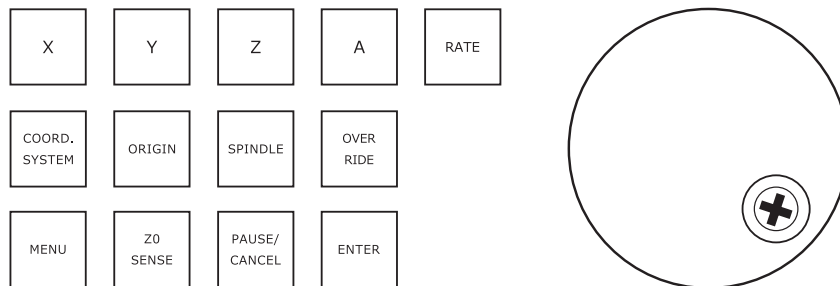 X
Y
Z
A
RATE
COORD.
SYSTEM
ORIGIN
SPINDLE
OVER
RIDE
MENU
Z0
SENSE
PAUSE/
CANCEL
ENTER